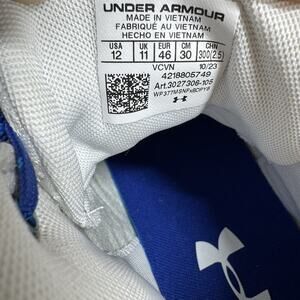 UNDER ARMOUR
MADE IN VIETNAM
FABRIQUÉ AU VIETNAM
HECHO EN VIETNAM
USA UK EUR CM CHN
12 11 46 30 300(2.5)
VCVN 10/23
4218805749
Art.3027306-105